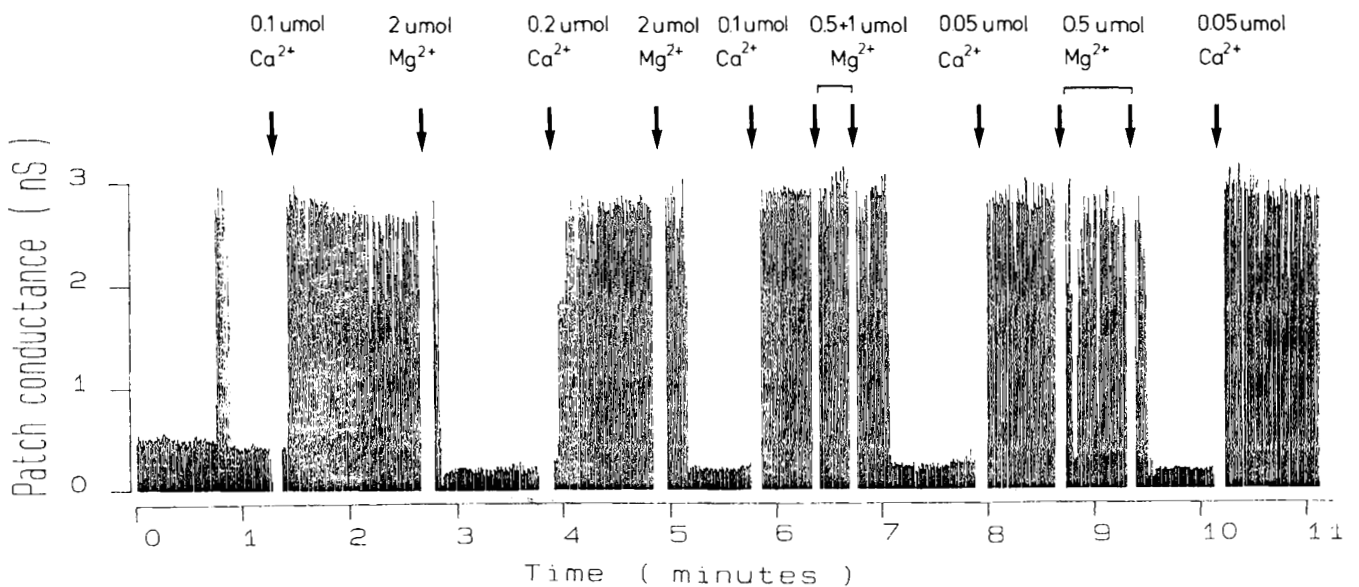 0.1 umol 2 umol 0.2 umol 2 umol 0.1 umol 0.5+1 umol 0.05 umol 0.5 umol 0.05 umol
Ca²⁺ Mg²⁺ Ca²⁺ Mg²⁺ Ca²⁺ Mg²⁺ Ca²⁺ Mg²⁺ Ca²⁺
Patch conductance ( nS )
3
2
1
0
0 1 2 3 4 5 6 7 8 9 10 11
Time ( minutes )